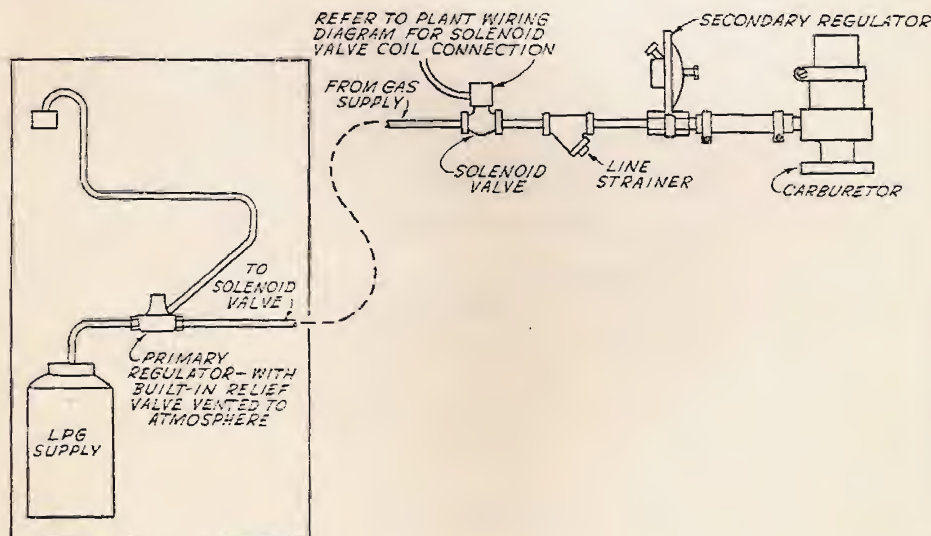 REFER TO PLANT WIRING
DIAGRAM FOR SOLENOID
VALVE COIL CONNECTION
SECONDARY REGULATOR
FROM GAS
SUPPLY
SOLENOID
VALVE
LINE
STRAINER
CARBURETOR
TO
SOLENOID
VALVE
PRIMARY
REGULATOR-WITH
BUILT-IN RELIEF
VALVE VENTED TO
ATMOSPHERE
LPG
SUPPLY